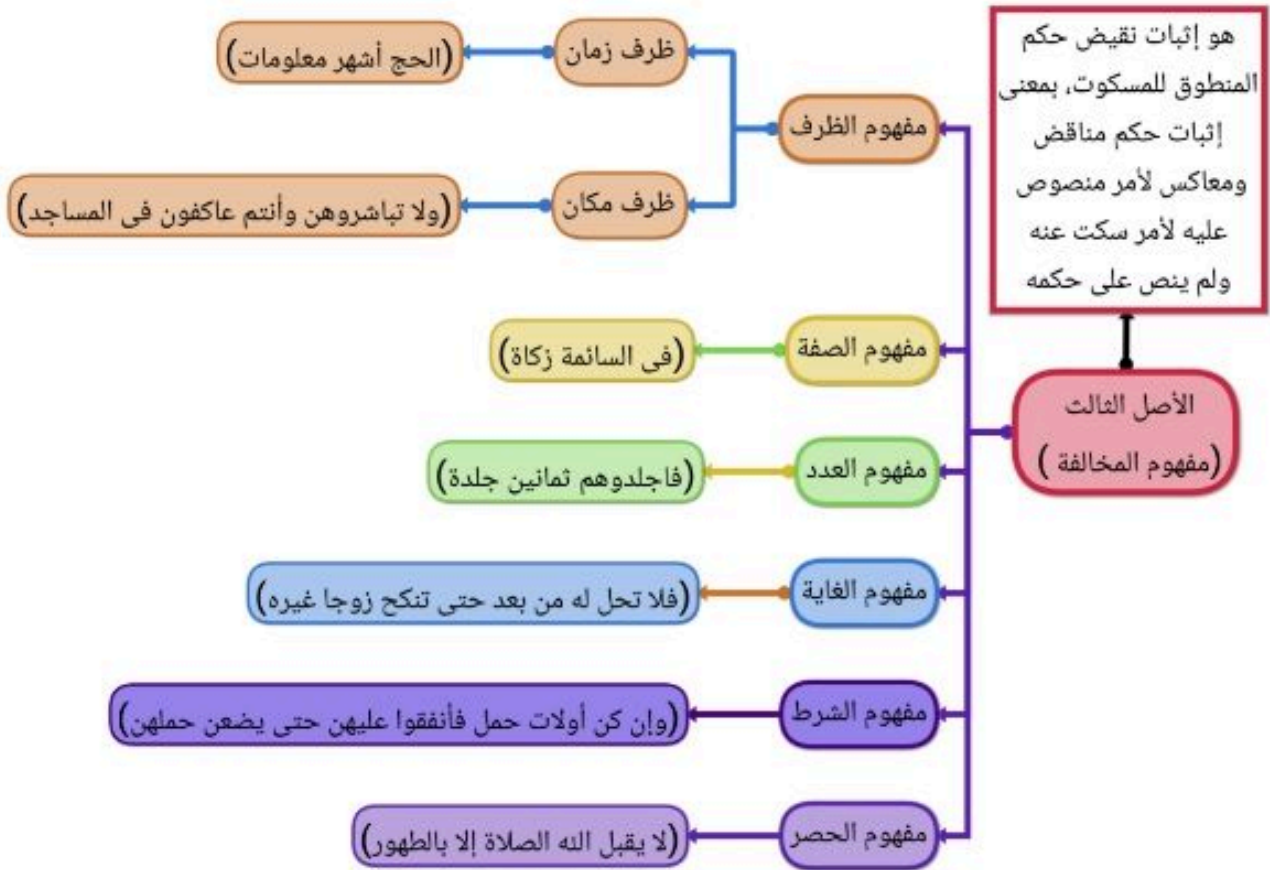 هو إثبات نقيض حكم
المنطوق للمسكوت، بمعنى
إثبات حكم مناقض
ومعاكس لأمر منصوص
عليه لأمر سكت عنه
ولم ينص على حكمه
الأصل الثالث
(مفهوم المخالفة )
مفهوم الظرف
ظرف زمان
(الحج أشهر معلومات)
ظرف مكان
(ولا تباشروهن وأنتم عاكفون فى المساجد)
مفهوم الصفة
(فى السائمة زكاة)
مفهوم العدد
(فاجلدوهم ثمانين جلدة)
مفهوم الغاية
(فلا تحل له من بعد حتى تنكح زوجا غيره)
مفهوم الشرط
(وإن كن أولات حمل فأنفقوا عليهن حتى يضعن حملهن)
مفهوم الحصر
(لا يقبل الله الصلاة إلا بالطهور)